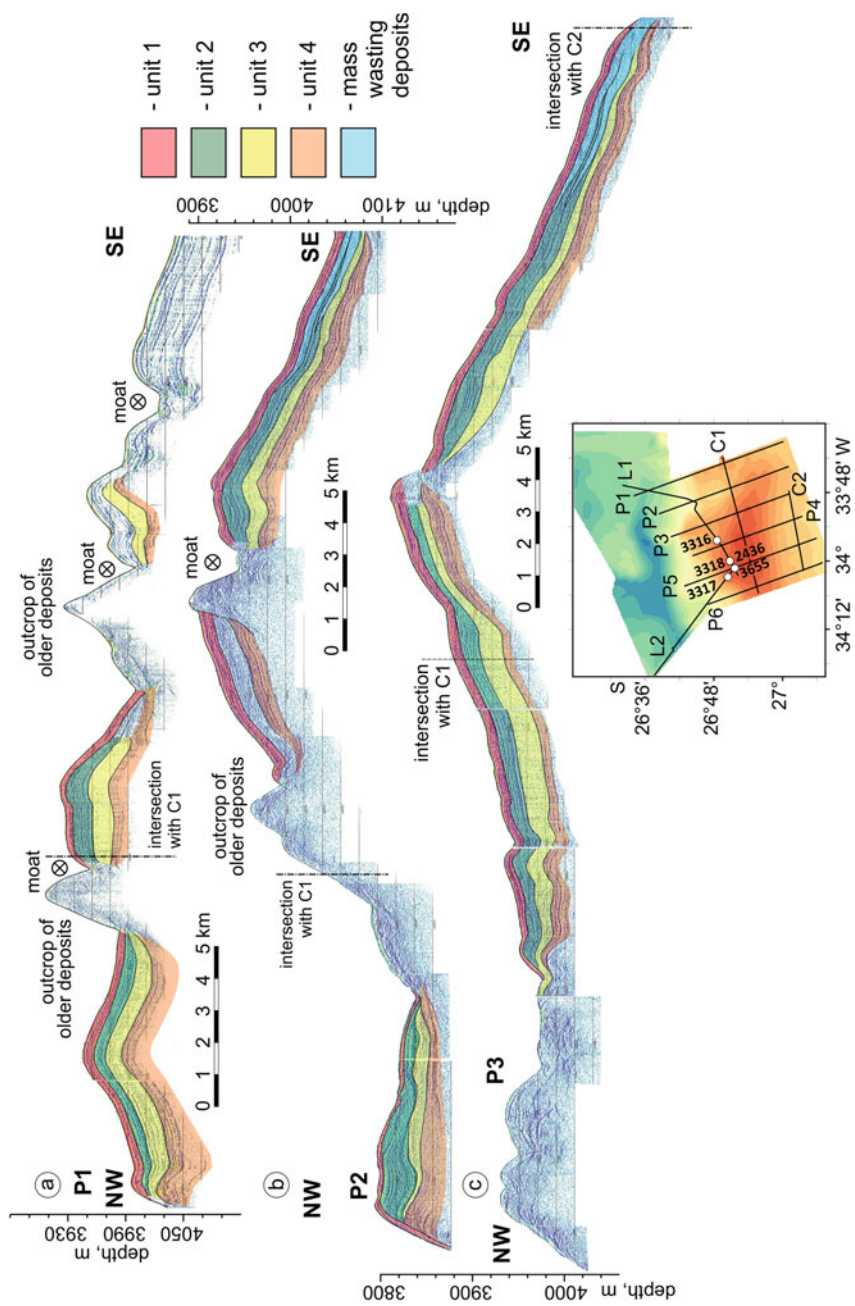 - unit 1
- unit 2
- unit 3
- unit 4
- mass
wasting
deposits
a
P1
NW
SE
depth, m
3930
3990
4050
outcrop of
older deposits
moat
intersection
with C1
outcrop of
older deposits
moat
moat
0 1 2 3 4 5 km
b
NW
P2
SE
outcrop of
older deposits
intersection
with C1
moat
0 1 2 3 4 5 km
3900
4000
4100
depth, m
c
NW
P3
SE
3800
3900
4000
depth, m
intersection
with C1
0 1 2 3 4 5 km
intersection
with C2
S
26°36'
26°48'
27°
34°12'
34°
33°48' W
L2
P6
P5
P3
P2
P1
L1
C1
C2
P4
3317
3318
3316
2436
3655